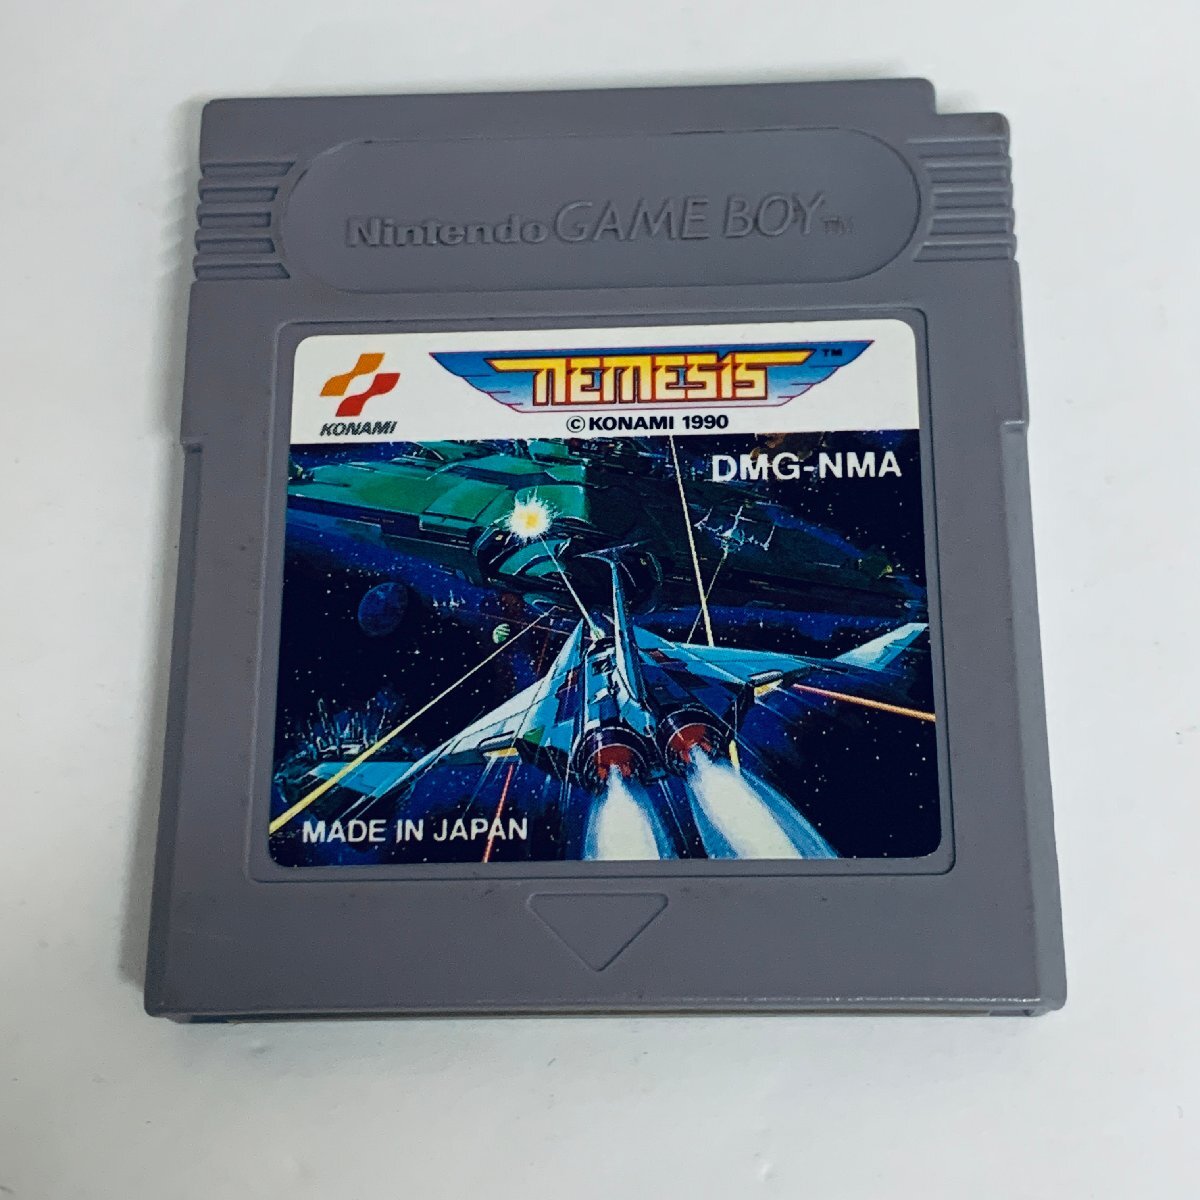 Nintendo GAME BOY™
KONAMI
NEMESIS™
© KONAMI 1990
DMG-NMA
MADE IN JAPAN